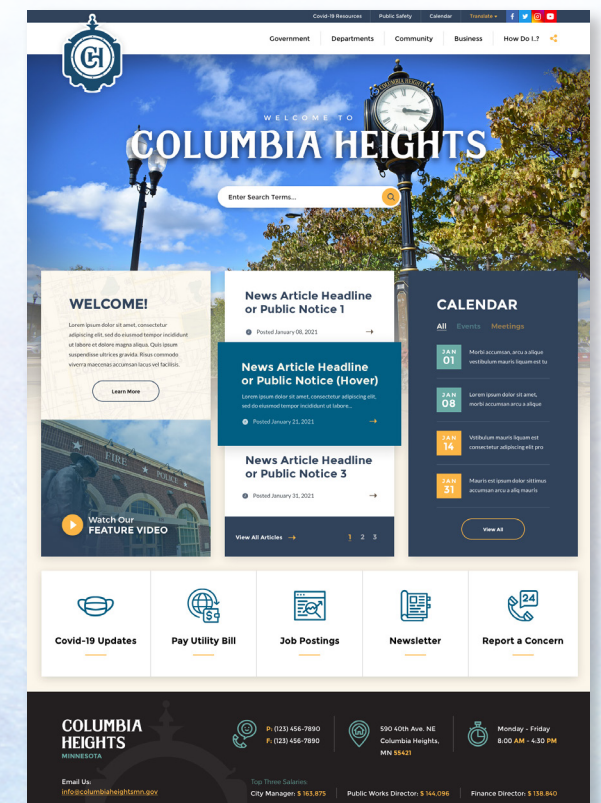 Covid-19 Resources Public Safety Calendar Translate
Government Departments Community Business How Do I..?
CH
COLUMBIA HEIGHTS
WELCOME TO
COLUMBIA HEIGHTS
Enter Search Terms...
WELCOME!
Lorem ipsum dolor sit amet, consectetur
adipiscing elit, sed do eiusmod tempor incididunt
ut labore et dolore magna aliqua. Quis ipsum
suspendisse ultrices gravida. Risus commodo
viverra maecenas accumsan lacus vel facilisis.
Learn More
FIRE ★ POLICE
Watch Our
FEATURE VIDEO
News Article Headline
or Public Notice 1
Posted January 08, 2021
News Article Headline
or Public Notice (Hover)
Lorem ipsum dolor sit amet, consectetur adipiscing elit,
sed do eiusmod tempor incididunt ut labore...
Posted January 21, 2021
News Article Headline
or Public Notice 3
Posted January 31, 2021
View All Articles → 1 2 3
CALENDAR
All Events Meetings
JAN
01
Morbi accumsan, arcu a alique
vestibulum mauris liquam est tu
JAN
08
Lorem ipsum dolor sit amet,
morbi accumsan arcu a alique
JAN
14
Vstibulum mauris liquam est
consectetur adipiscing elit pro
JAN
31
Mauris est ipsum dolor sittimus
accumsan arcu a aliq mauris
View All
24
Covid-19 Updates
Pay Utility Bill
Job Postings
Newsletter
Report a Concern
COLUMBIA
HEIGHTS
MINNESOTA
P: (123) 456-7890
F: (123) 456-7890
590 40th Ave. NE
Columbia Heights,
MN 55421
Monday - Friday
8:00 AM - 4:30 PM
Email Us:
info@columbiaheightsmn.gov
Top Three Salaries
City Manager: $ 163,875 Public Works Director: $ 144,096 Finance Director: $ 138,840